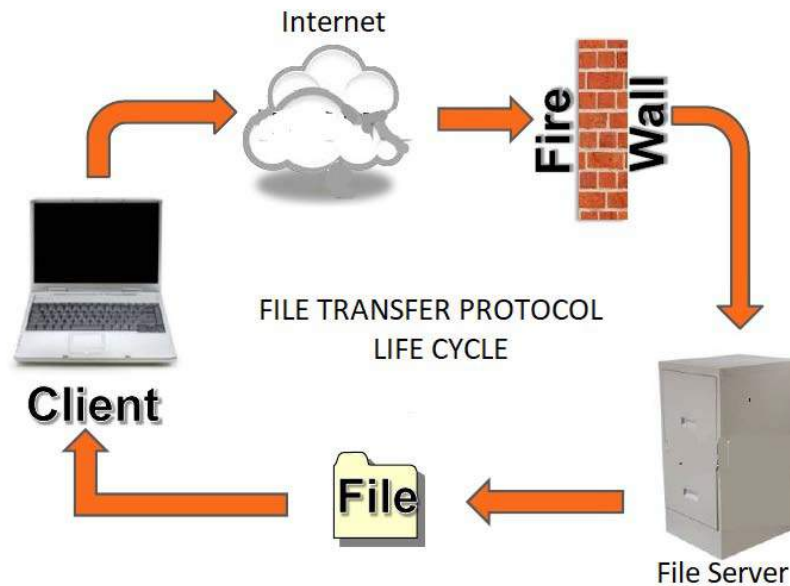 Internet
Fire
Wall
FILE TRANSFER PROTOCOL
LIFE CYCLE
Client
File
File Server